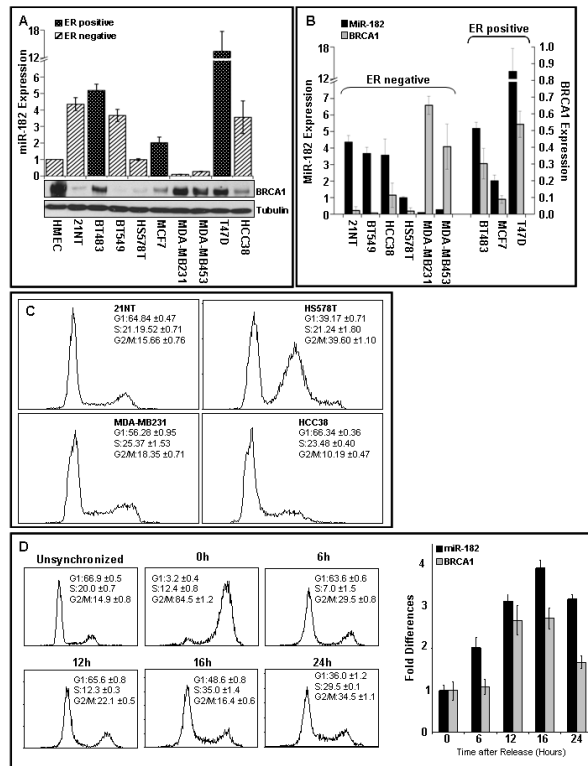 A
ER positive
ER negative
miR-182 Expression
18
12
5
4
3
2
1
0
BRCA1
Tubulin
HMEC
21NT
BT483
BT549
HS578T
MCF7
MDA-MB231
MDA-MB453
T47D
HCC38
B
MiR-182
BRCA1
ER positive
ER negative
MiR-182 Expression
18
12
5
4
3
2
1
0
BRCA1 Expression
1.0
0.9
0.8
0.7
0.6
0.5
0.4
0.3
0.2
0.1
0.0
21NT
BT549
HCC38
HS578T
MDA-MB231
MDA-MB453
BT483
MCF7
T47D
C
21NT
G1:64.84 ±0.47
S:21.19.52 ±0.71
G2/M:15.66 ±0.76
HS578T
G1:39.17 ±0.71
S:21.24 ±1.80
G2/M:39.60 ±1.10
MDA-MB231
G1:56.28 ±0.95
S:25.37 ±1.53
G2/M:18.35 ±0.71
HCC38
G1:66.34 ±0.36
S:23.48 ±0.40
G2/M:10.19 ±0.47
D
Unsynchronized
G1:66.9 ±0.5
S:20.0 ±0.7
G2/M:14.9 ±0.8
0h
G1:3.2 ±0.4
S:12.4 ±0.8
G2/M:84.5 ±1.2
6h
G1:63.6 ±0.6
S:7.0 ±1.5
G2/M:29.5 ±0.8
12h
G1:65.6 ±0.8
S:12.3 ±0.3
G2/M:22.1 ±0.5
16h
G1:48.6 ±0.8
S:35.0 ±1.4
G2/M:16.4 ±0.6
24h
G1:36.0 ±1.2
S:29.5 ±0.1
G2/M:34.5 ±1.1
miR-182
BRCA1
Fold Differences
4
3
2
1
0
6
12
16
24
Time after Release (Hours)